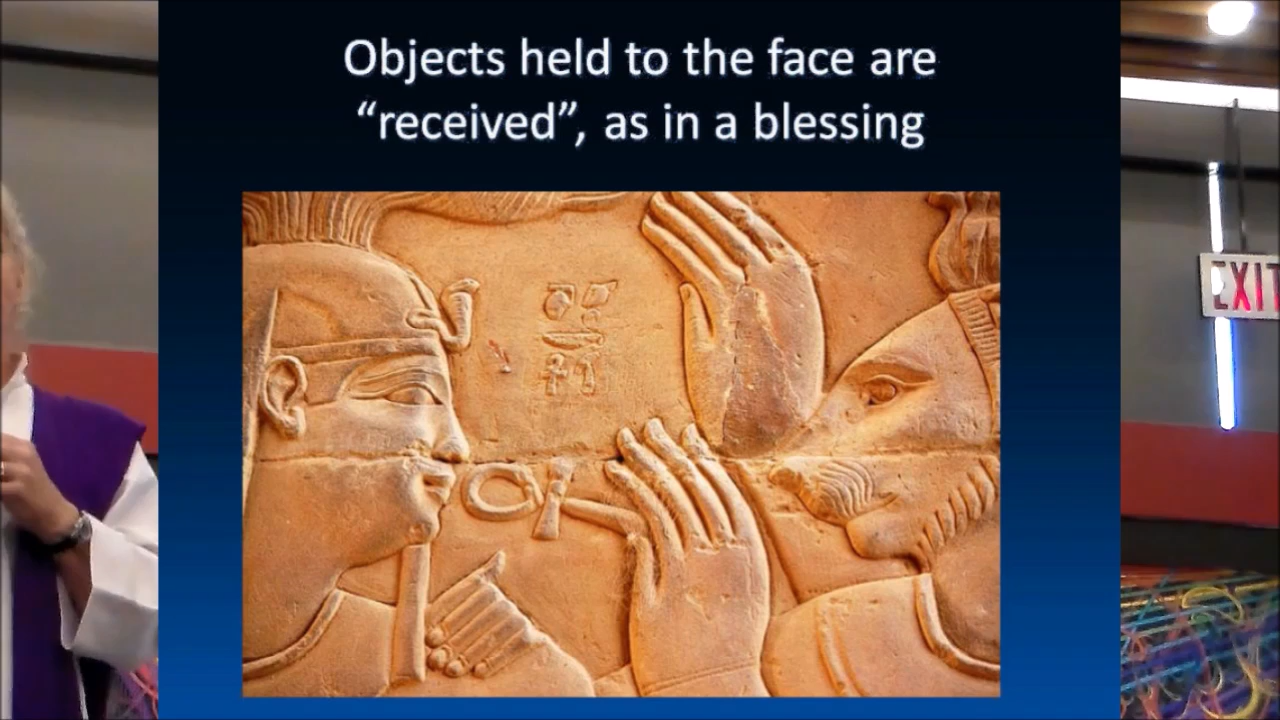 Objects held to the face are
“received”, as in a blessing
EXIT